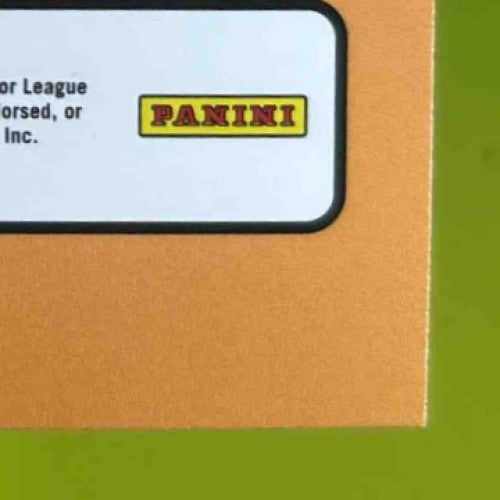 or League
orsed, or
Inc.
PANINI